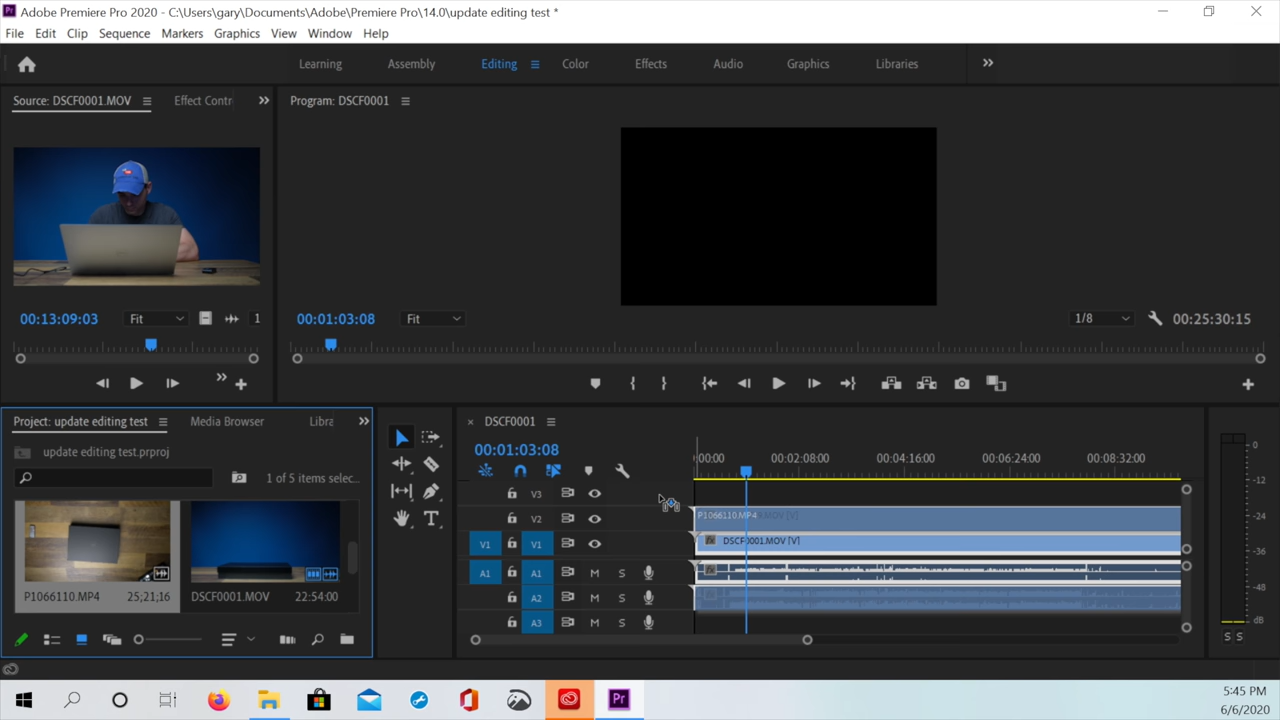 Adobe Premiere Pro 2020 - C:\Users\gary\Documents\Adobe\Premiere Pro\14.0\update editing test *
File Edit Clip Sequence Markers Graphics View Window Help
Learning Assembly Editing Color Effects Audio Graphics Libraries
Source: DSCF0001.MOV Effect Contr
Program: DSCF0001
00:13:09:03 Fit 1
00:01:03:08 Fit 1/8 00:25:30:15
Project: update editing test Media Browser Libra
update editing test.prproj
1 of 5 items selec...
P1066110.MP4 25;21;16
DSCF0001.MOV 22:54:00
DSCF0001
00:01:03:08
:00:00 00:02:08:00 00:04:16:00 00:06:24:00 00:08:32:00
V3
V2 P1066110.MP4 .MOV [V]
V1 V1 DSCF0001.MOV [V]
A1 A1 M S
A2 M S
A3 M S
0
-12
-24
-36
-48
dB
S S
Pr
5:45 PM
6/6/2020